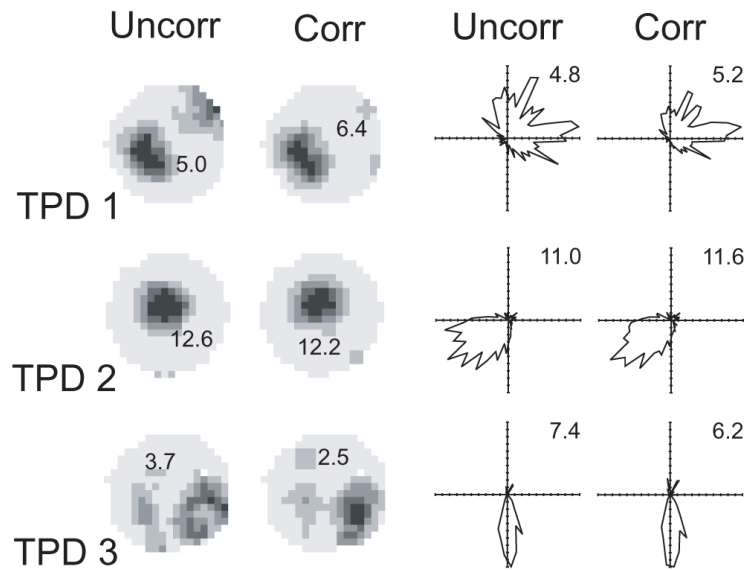 Uncorr Corr Uncorr Corr
4.8 5.2
5.0 6.4
TPD 1
11.0 11.6
12.6 12.2
TPD 2
7.4 6.2
3.7 2.5
TPD 3